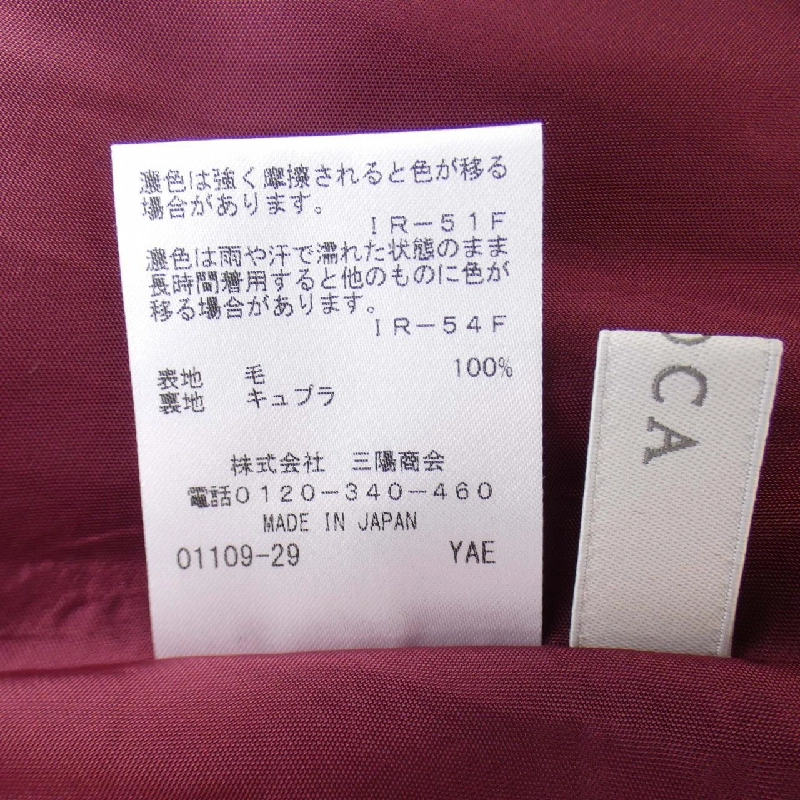 濃色は強く摩擦されると色が移る
場合があります。
IR-51F
濃色は雨や汗で濡れた状態のまま
長時間着用すると他のものに色が
移る場合があります。
IR-54F
表地 毛 100%
裏地 キュプラ
株式会社 三陽商会
電話0120-340-460
MADE IN JAPAN
01109-29 YAE
OCA